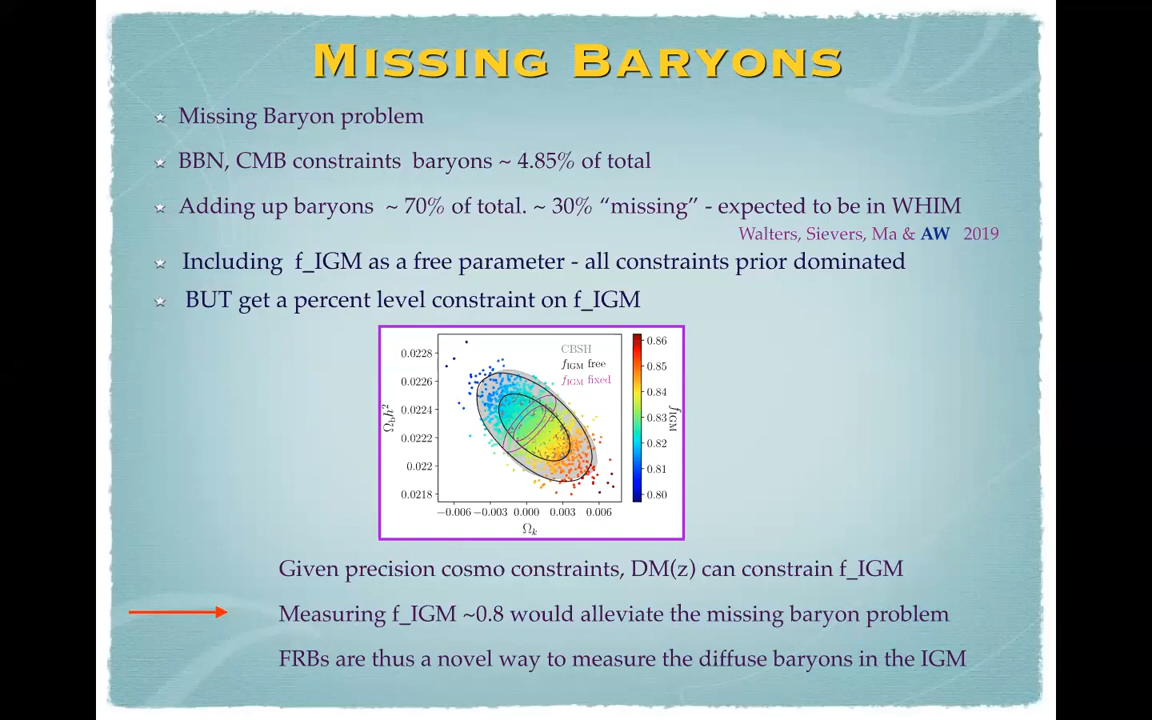 MISSING BARYONS
Missing Baryon problem
BBN, CMB constraints baryons ~ 4.85% of total
Adding up baryons ~ 70% of total. ~ 30% “missing” - expected to be in WHIM
Walters, Sievers, Ma & AW 2019
Including f_IGM as a free parameter - all constraints prior dominated
BUT get a percent level constraint on f_IGM
CBSH
f_IGM free
f_IGM fixed
0.0228
0.0226
0.0224
0.0222
0.022
0.0218
Ω_b h²
−0.006 −0.003 0.000 0.003 0.006
Ω_k
0.86
0.85
0.84
0.83
0.82
0.81
0.80
f_IGM
Given precision cosmo constraints, DM(z) can constrain f_IGM
Measuring f_IGM ~0.8 would alleviate the missing baryon problem
FRBs are thus a novel way to measure the diffuse baryons in the IGM